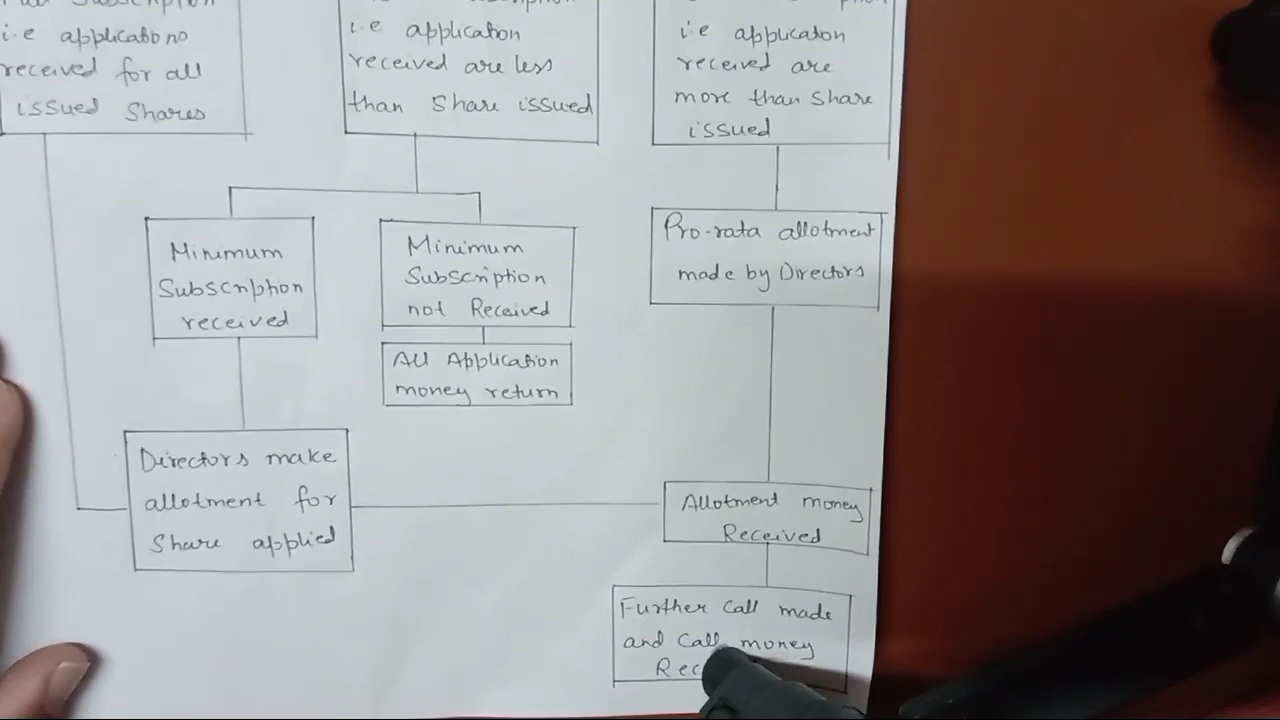 i.e applications
received for all
issued Shares
i.e application
received are less
than Share issued
i.e application
received are
more than Share
issued
Minimum
Subscription
received
Minimum
Subscription
not Received
All Application
money return
Pro-rata allotment
made by Directors
Directors make
allotment for
Share applied
Allotment money
Received
Further Call made
and Call money